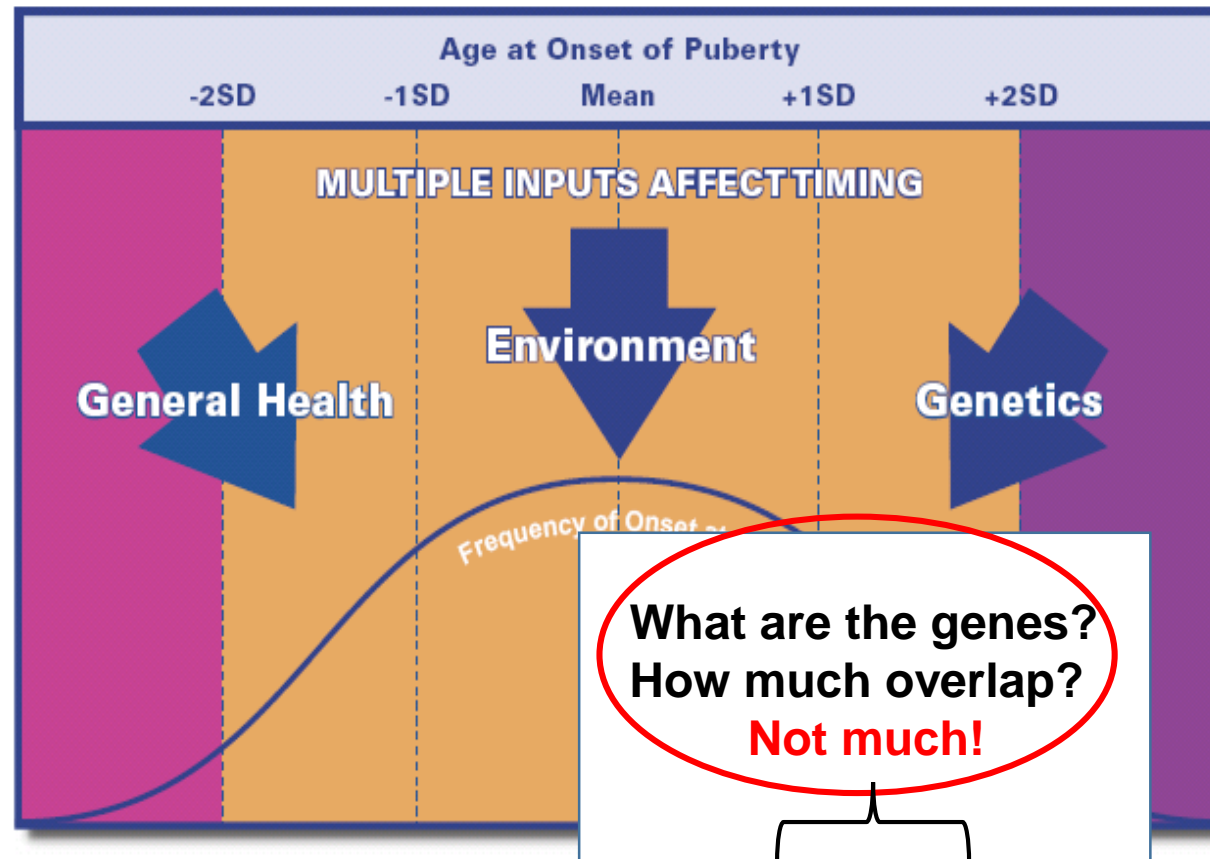 Age at Onset of Puberty
-2SD -1SD Mean +1SD +2SD
MULTIPLE INPUTS AFFECT TIMING
Environment
General Health
Genetics
Frequency of Onset
What are the genes?
How much overlap?
Not much!